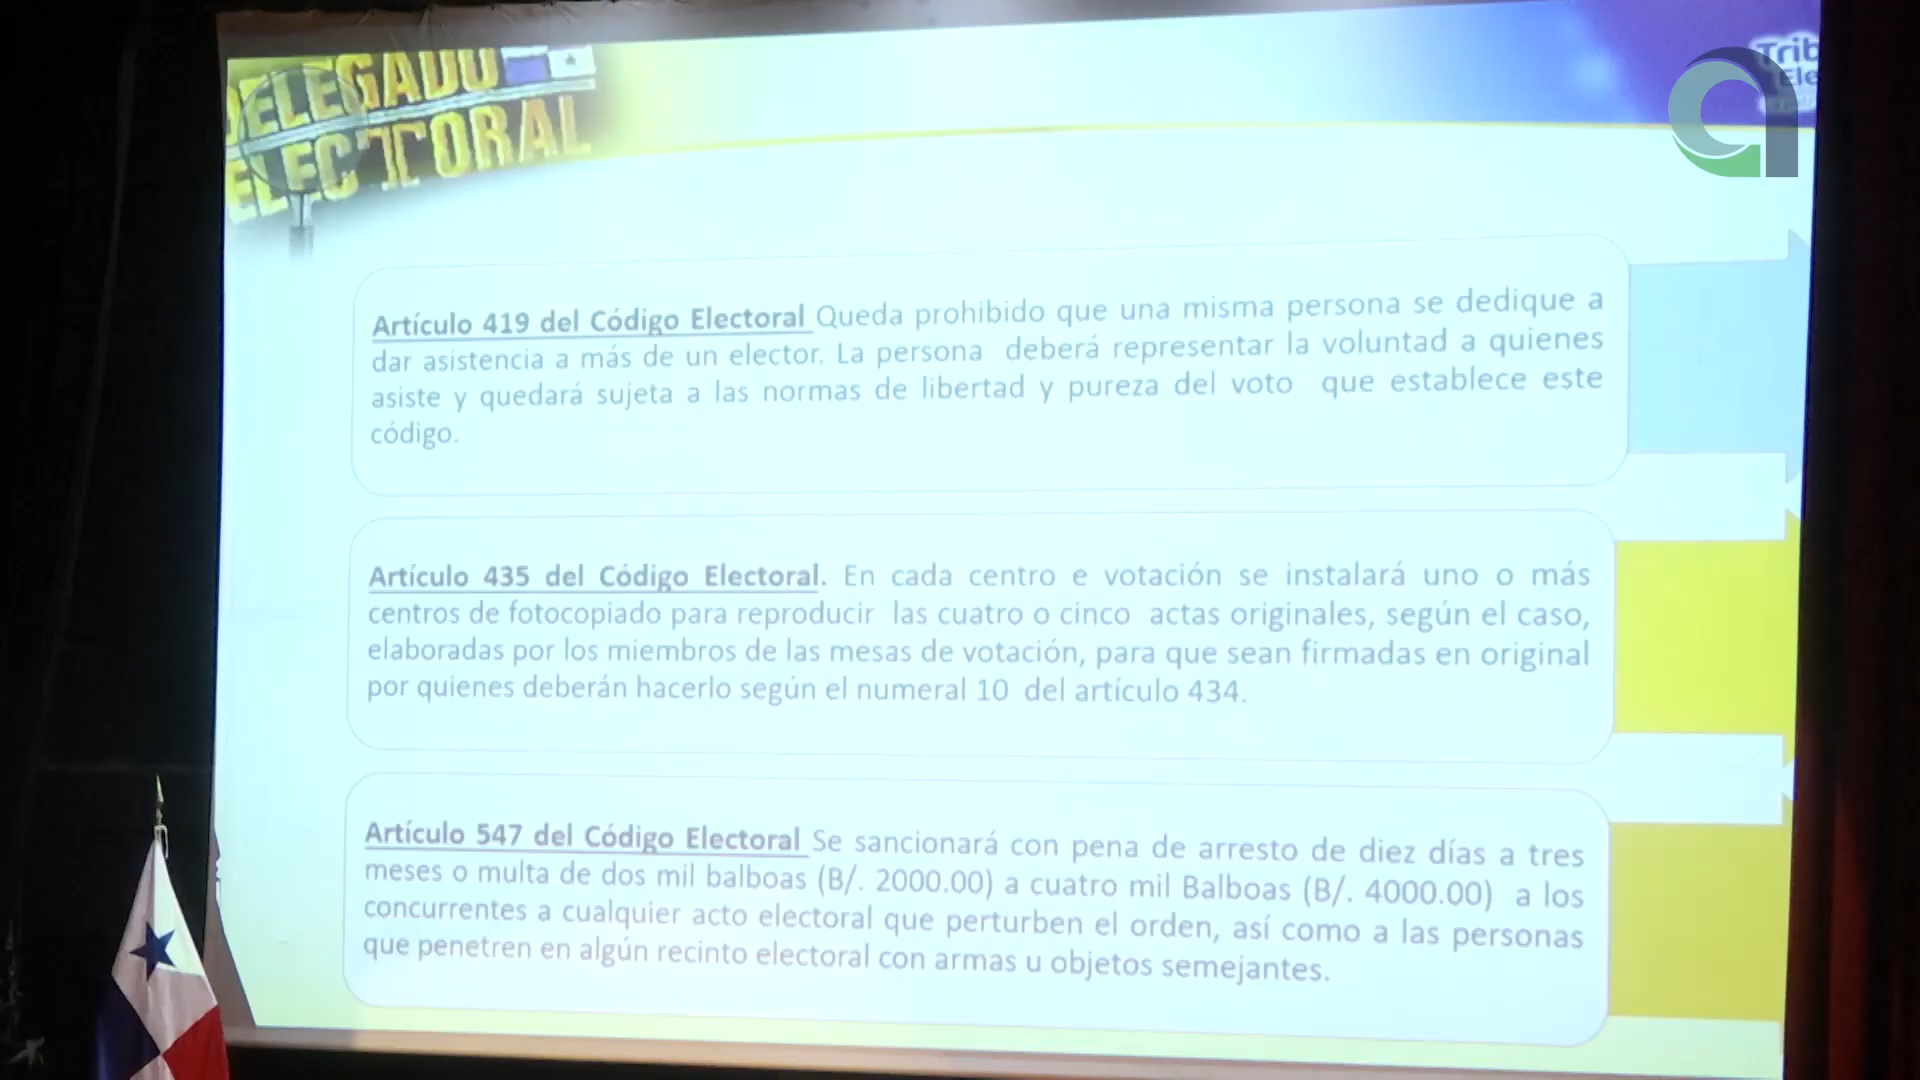 DELEGADO
ELECTORAL
Trib
Ele
Artículo 419 del Código Electoral Queda prohibido que una misma persona se dedique a
dar asistencia a más de un elector. La persona deberá representar la voluntad a quienes
asiste y quedará sujeta a las normas de libertad y pureza del voto que establece este
código.
Artículo 435 del Código Electoral. En cada centro e votación se instalará uno o más
centros de fotocopiado para reproducir las cuatro o cinco actas originales, según el caso,
elaboradas por los miembros de las mesas de votación, para que sean firmadas en original
por quienes deberán hacerlo según el numeral 10 del artículo 434.
Artículo 547 del Código Electoral Se sancionará con pena de arresto de diez días a tres
meses o multa de dos mil balboas (B/. 2000.00) a cuatro mil Balboas (B/. 4000.00) a los
concurrentes a cualquier acto electoral que perturben el orden, así como a las personas
que penetren en algún recinto electoral con armas u objetos semejantes.